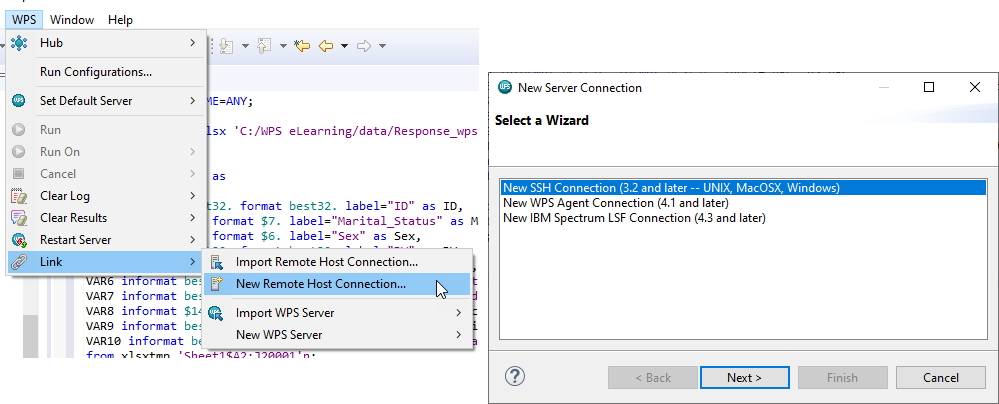 WPS Window Help
Hub
Run Configurations...
Set Default Server
Run
Run On
Cancel
Clear Log
Clear Results
Restart Server
Link
ME=ANY;
lsx 'C:/WPS eLearning/data/Response_wps
as
t32. format best32. label="ID" as ID,
format $7. label="Marital_Status" as M
format $6. label="Sex" as Sex,
VAR6 informat bes
VAR7 informat bes
VAR8 informat $14
VAR9 informat bes
VAR10 informat be
from xlsxtmp.'Sheet1$A2:J20001'n;
Import Remote Host Connection...
New Remote Host Connection...
Import WPS Server
New WPS Server
WPS New Server Connection
Select a Wizard
New SSH Connection (3.2 and later -- UNIX, MacOSX, Windows)
New WPS Agent Connection (4.1 and later)
New IBM Spectrum LSF Connection (4.3 and later)
? < Back Next > Finish Cancel